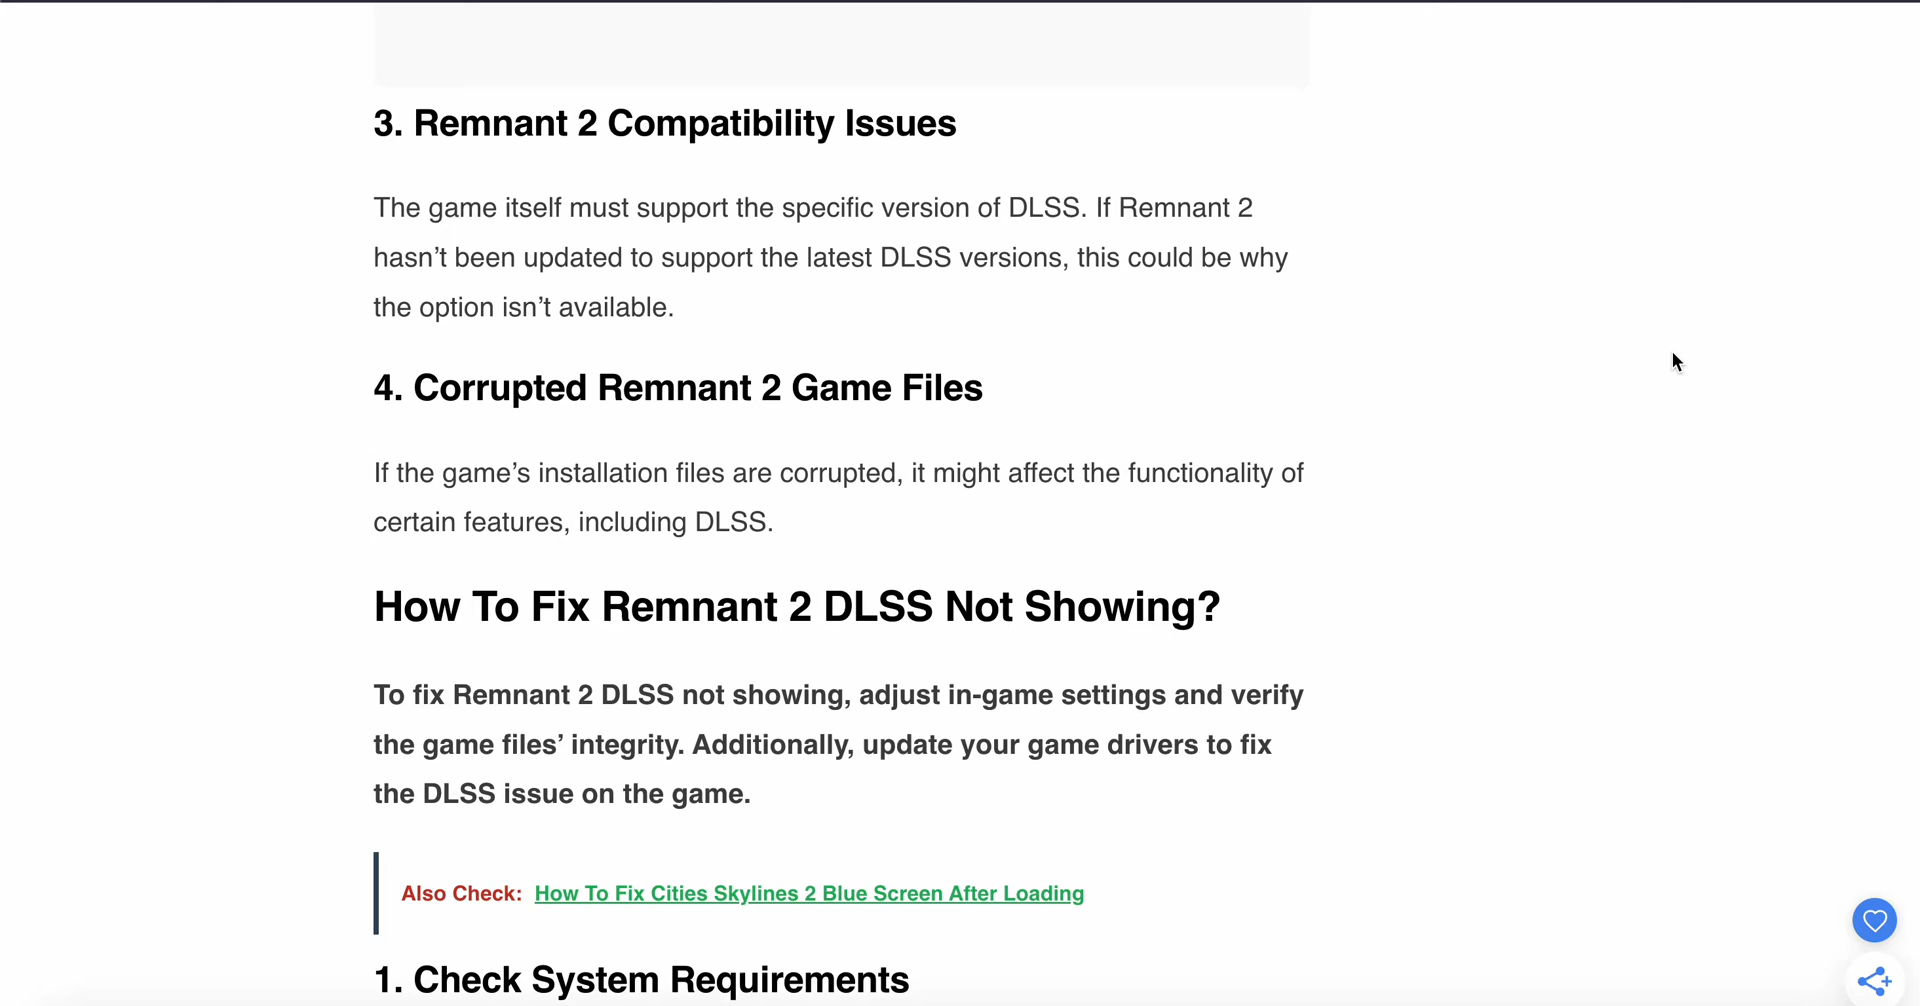 3. Remnant 2 Compatibility Issues
The game itself must support the specific version of DLSS. If Remnant 2
hasn’t been updated to support the latest DLSS versions, this could be why
the option isn’t available.
4. Corrupted Remnant 2 Game Files
If the game’s installation files are corrupted, it might affect the functionality of
certain features, including DLSS.
How To Fix Remnant 2 DLSS Not Showing?
To fix Remnant 2 DLSS not showing, adjust in-game settings and verify
the game files’ integrity. Additionally, update your game drivers to fix
the DLSS issue on the game.
Also Check: How To Fix Cities Skylines 2 Blue Screen After Loading
1. Check System Requirements